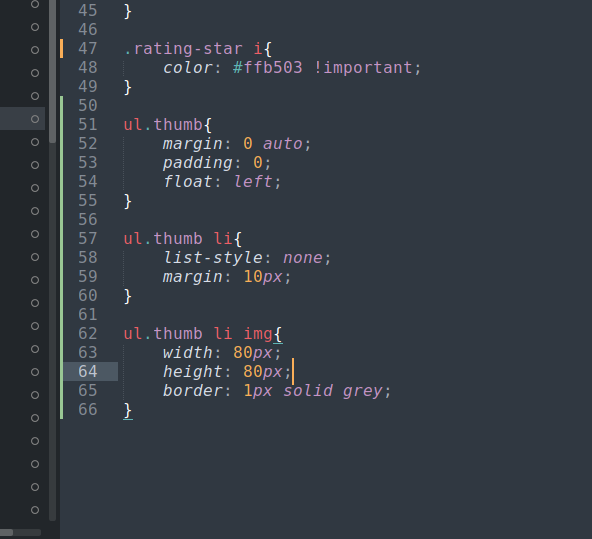 45 }
46
47 .rating-star i{
48 color: #ffb503 !important;
49 }
50
51 ul.thumb{
52 margin: 0 auto;
53 padding: 0;
54 float: left;
55 }
56
57 ul.thumb li{
58 list-style: none;
59 margin: 10px;
60 }
61
62 ul.thumb li img{
63 width: 80px;
64 height: 80px;
65 border: 1px solid grey;
66 }